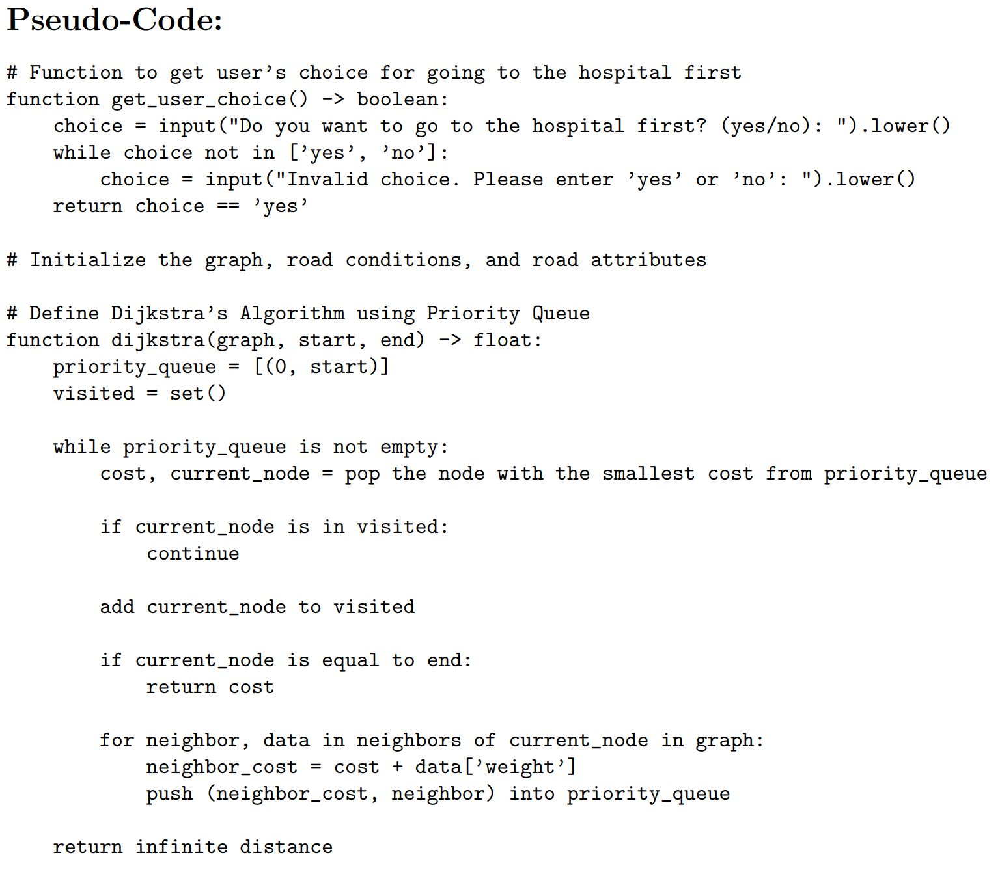 Pseudo-Code:
# Function to get user’s choice for going to the hospital first
function get_user_choice() -> boolean:
    choice = input("Do you want to go to the hospital first? (yes/no): ").lower()
    while choice not in [’yes’, ’no’]:
        choice = input("Invalid choice. Please enter ’yes’ or ’no’: ").lower()
    return choice == ’yes’
# Initialize the graph, road conditions, and road attributes
# Define Dijkstra’s Algorithm using Priority Queue
function dijkstra(graph, start, end) -> float:
    priority_queue = [(0, start)]
    visited = set()
    while priority_queue is not empty:
        cost, current_node = pop the node with the smallest cost from priority_queue
        if current_node is in visited:
            continue
        add current_node to visited
        if current_node is equal to end:
            return cost
        for neighbor, data in neighbors of current_node in graph:
            neighbor_cost = cost + data[’weight’]
            push (neighbor_cost, neighbor) into priority_queue
    return infinite distance